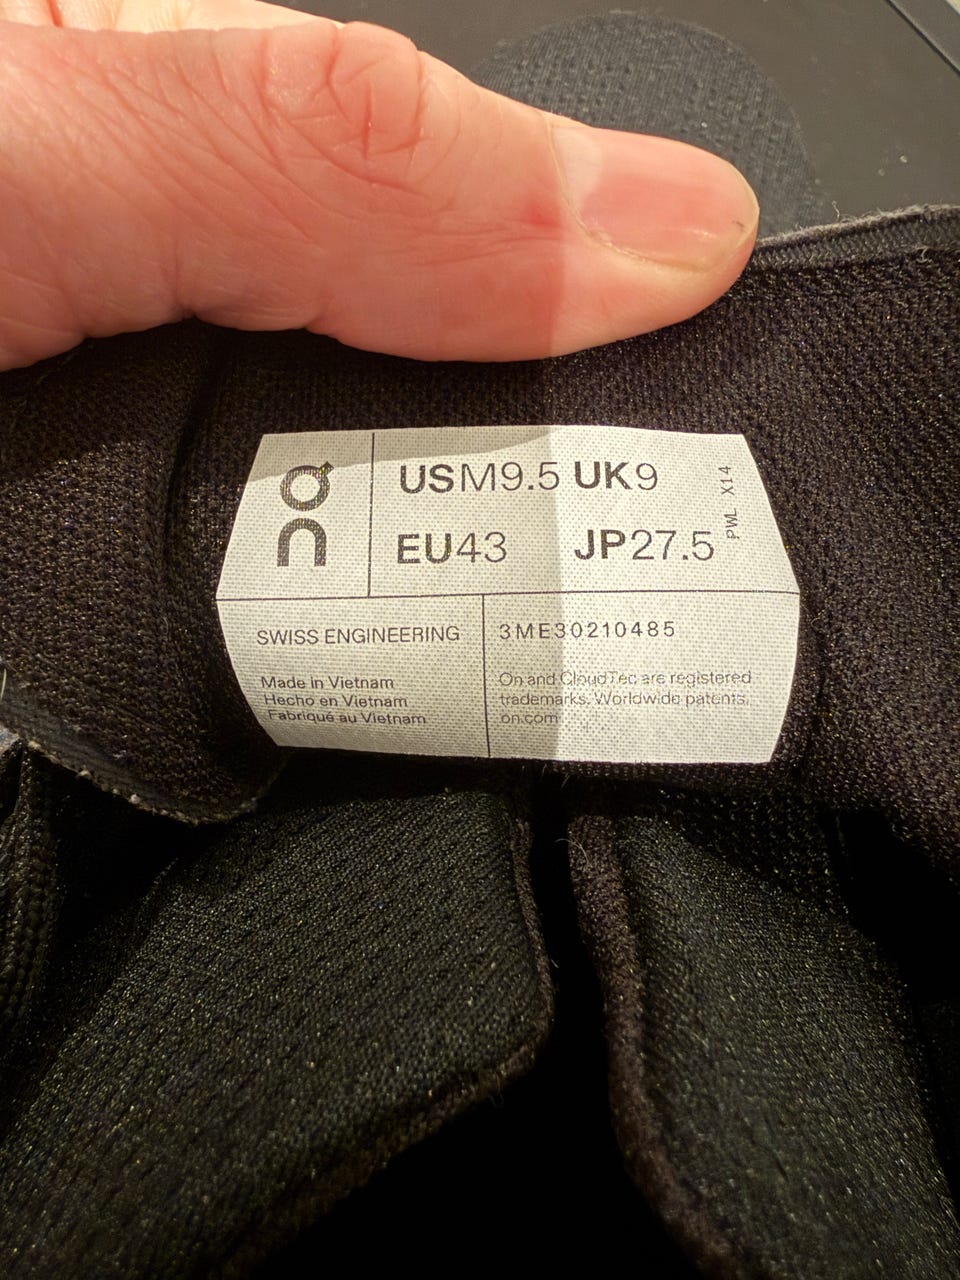 On
USM9.5 UK9
EU43 JP27.5
PWL X14
SWISS ENGINEERING
Made in Vietnam
Hecho en Vietnam
Fabriqué au Vietnam
3ME30210485
On and CloudTec are registered
trademarks. Worldwide patents.
on.com